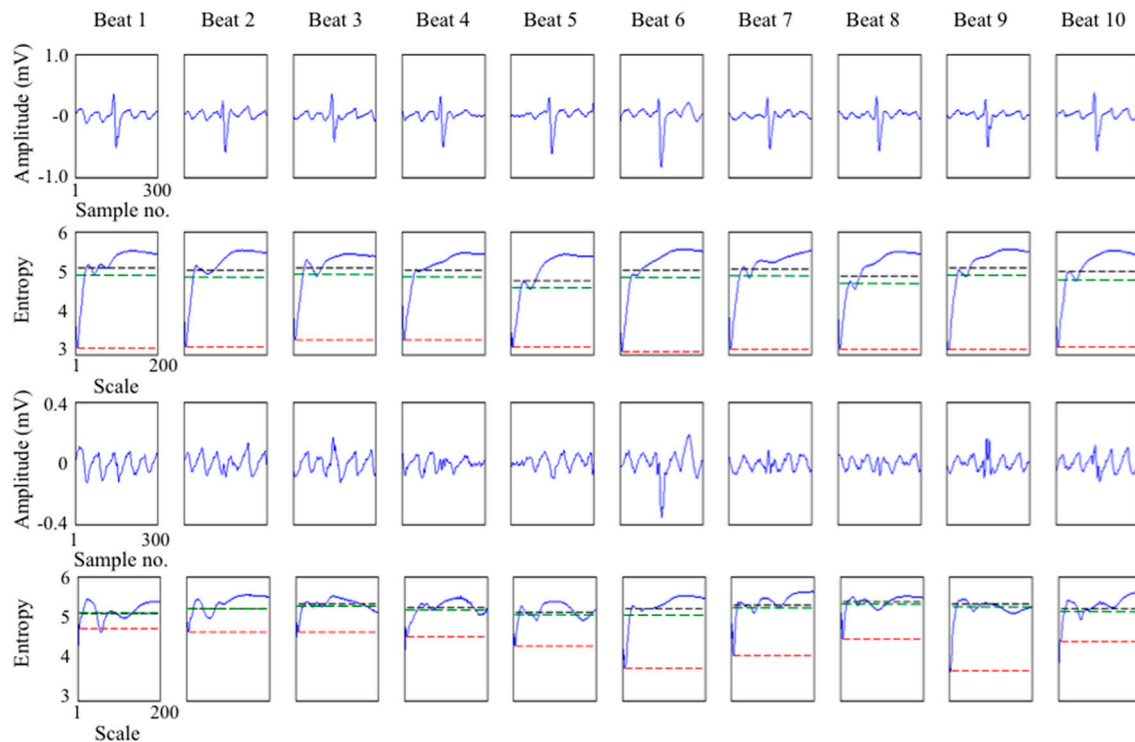 Beat 1 Beat 2 Beat 3 Beat 4 Beat 5 Beat 6 Beat 7 Beat 8 Beat 9 Beat 10
Amplitude (mV)
1.0
-0
-1.0
1 300
Sample no.
Entropy
6
5
4
3
1 200
Scale
Amplitude (mV)
0.4
0
-0.4
1 300
Sample no.
Entropy
6
5
4
3
1 200
Scale